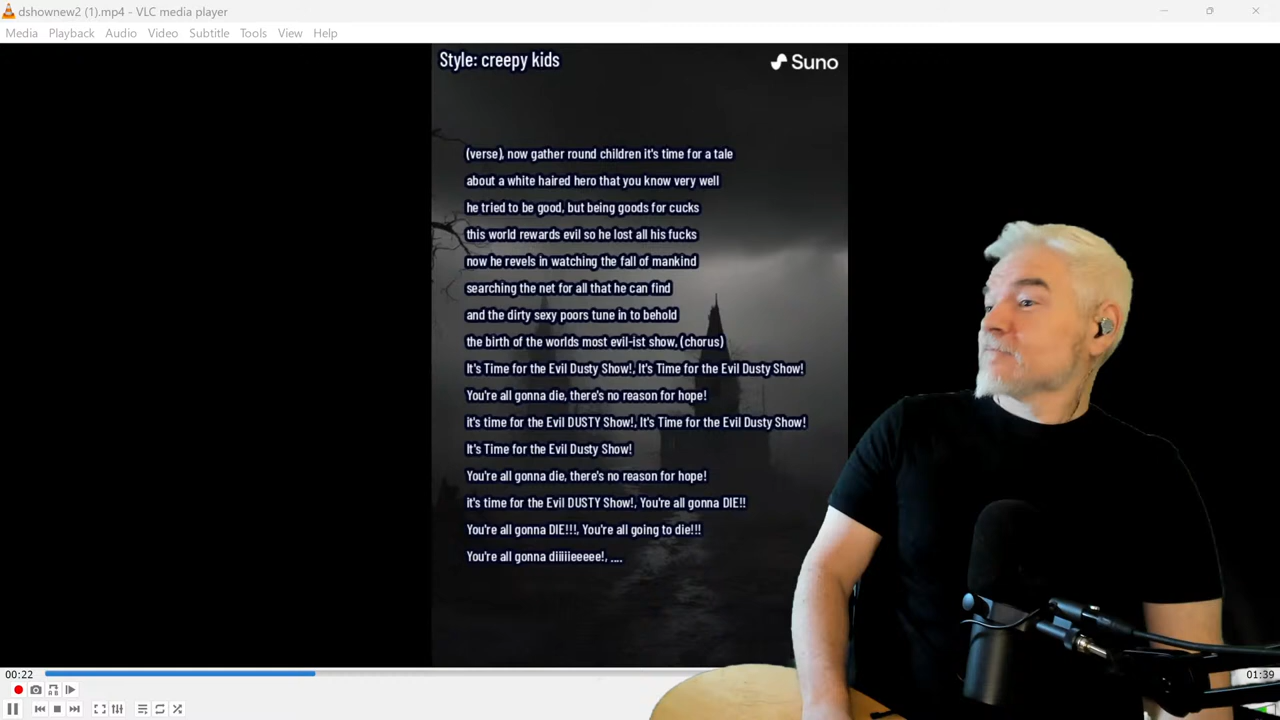 dshownew2 (1).mp4 - VLC media player
Media Playback Audio Video Subtitle Tools View Help
Style: creepy kids
Suno
(verse), now gather round children it's time for a tale
about a white haired hero that you know very well
he tried to be good, but being goods for cucks
this world rewards evil so he lost all his fucks
now he revels in watching the fall of mankind
searching the net for all that he can find
and the dirty sexy poors tune in to behold
the birth of the worlds most evil-ist show, (chorus)
It's Time for the Evil Dusty Show!, It's Time for the Evil Dusty Show!
You're all gonna die, there's no reason for hope!
it's time for the Evil DUSTY Show!, It's Time for the Evil Dusty Show!
It's Time for the Evil Dusty Show!
You're all gonna die, there's no reason for hope!
it's time for the Evil DUSTY Show!, You're all gonna DIE!!
You're all gonna DIE!!!, You're all going to die!!!
You're all gonna diiiiieeeee!, ....
00:22
01:39